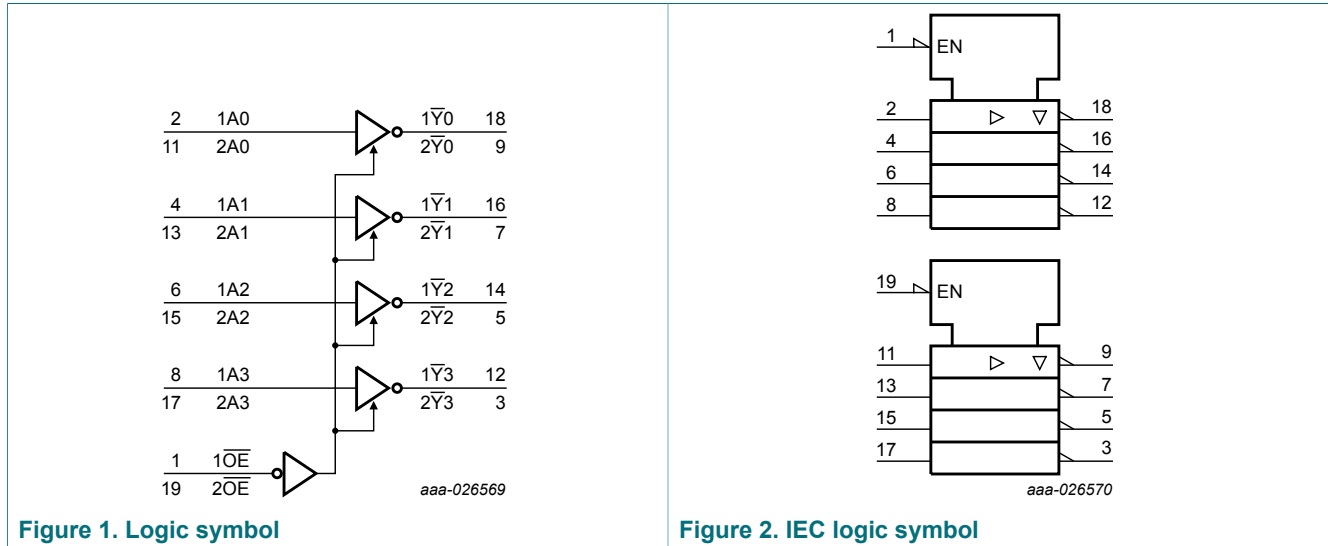 2 1A0 1Y̅0 18
11 2A0 2Y̅0 9
4 1A1 1Y̅1 16
13 2A1 2Y̅1 7
6 1A2 1Y̅2 14
15 2A2 2Y̅2 5
8 1A3 1Y̅3 12
17 2A3 2Y̅3 3
1 1O̅E̅
19 2O̅E̅
aaa-026569
Figure 1. Logic symbol
1 EN
2 18
4 16
6 14
8 12
19 EN
11 9
13 7
15 5
17 3
aaa-026570
Figure 2. IEC logic symbol